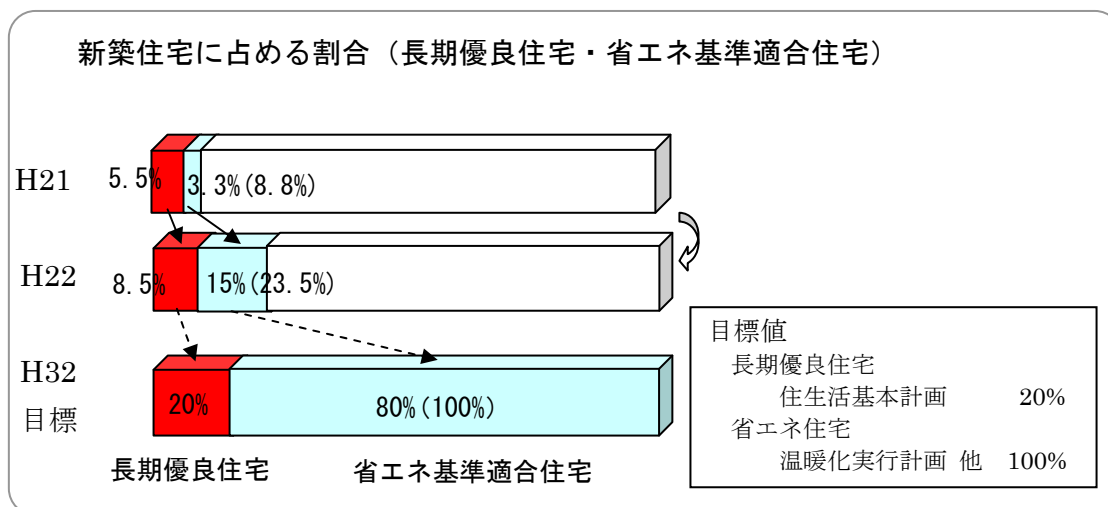 新築住宅に占める割合（長期優良住宅・省エネ基準適合住宅）
H21
5.5%
3.3%(8.8%)
H22
8.5%
15%(23.5%)
H32
目標
20%
80%(100%)
長期優良住宅
省エネ基準適合住宅
目標値
長期優良住宅
住生活基本計画 20%
省エネ住宅
温暖化実行計画 他 100%